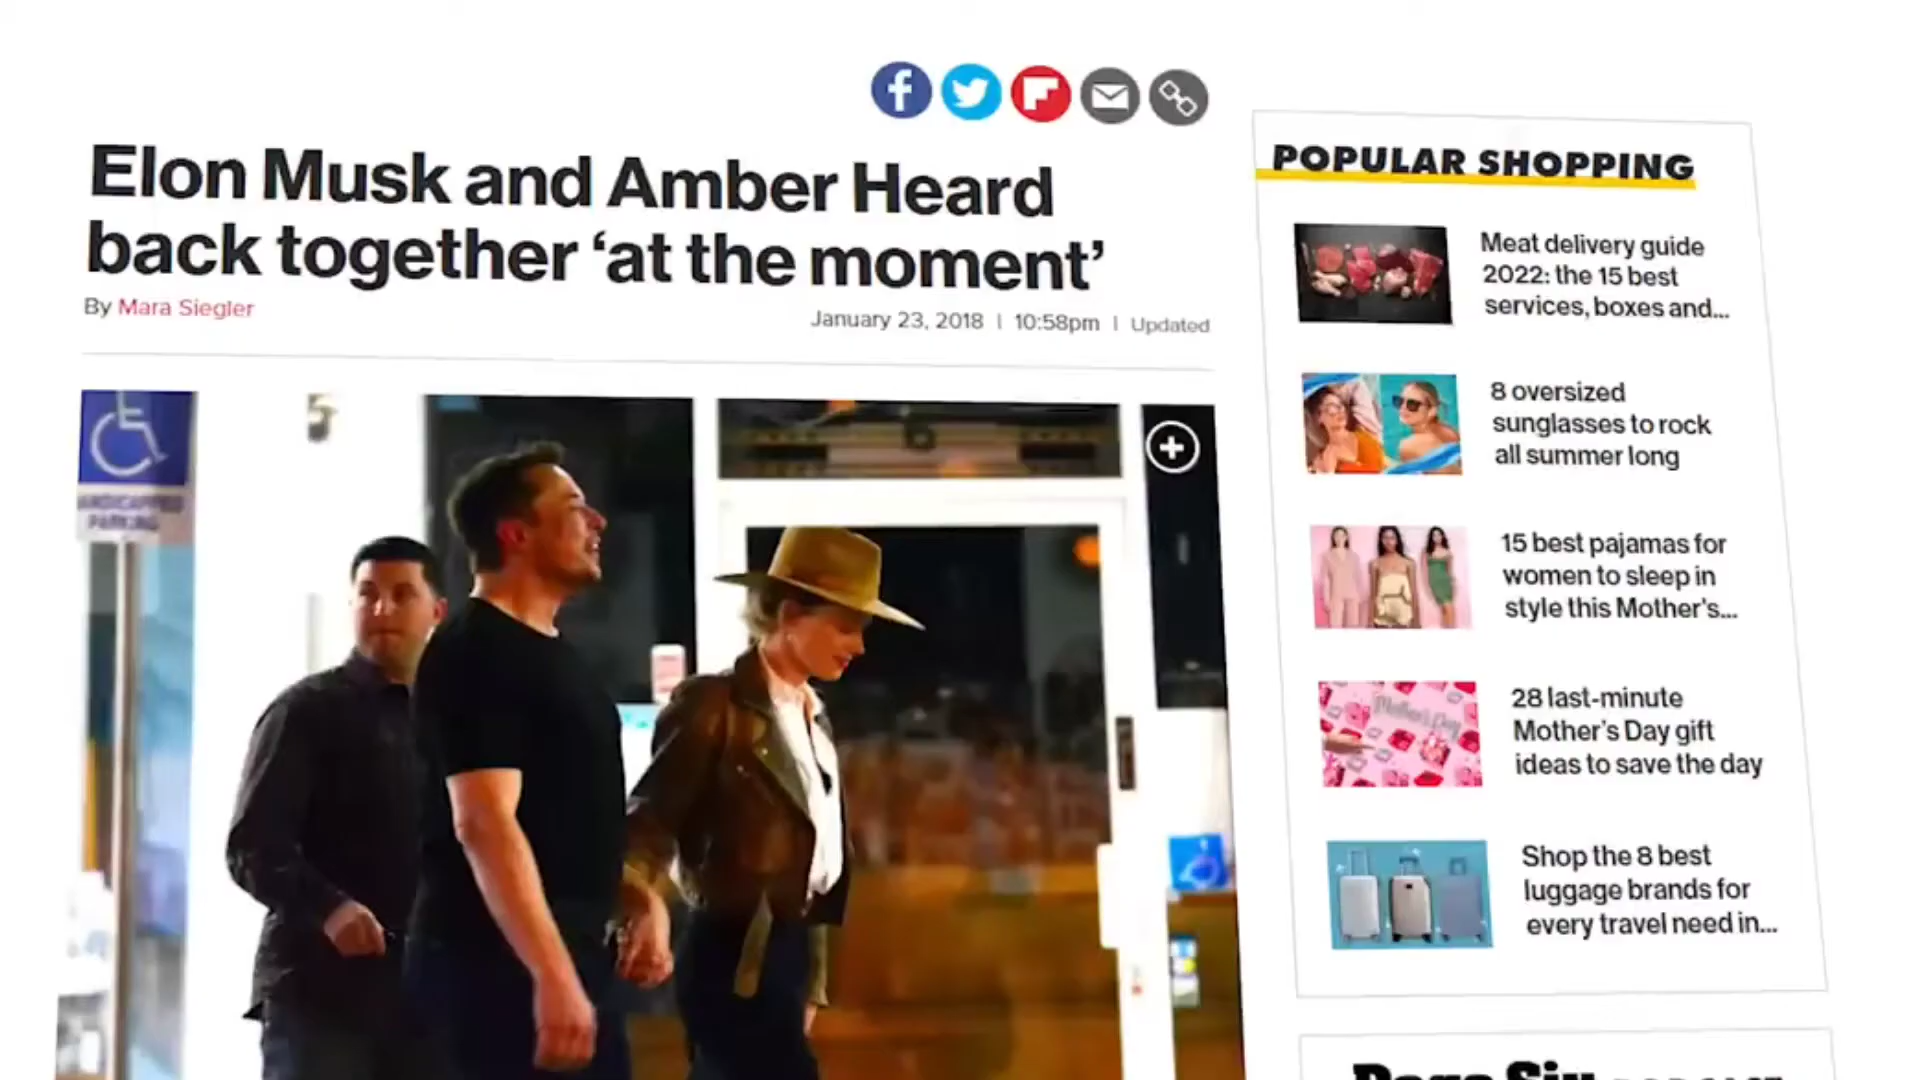 Elon Musk and Amber Heard
back together ‘at the moment’
By Mara Siegler
January 23, 2018 | 10:58pm | Updated
HANDICAPPED
PARKING
POPULAR SHOPPING
Meat delivery guide
2022: the 15 best
services, boxes and...
8 oversized
sunglasses to rock
all summer long
15 best pajamas for
women to sleep in
style this Mother's...
28 last-minute
Mother's Day gift
ideas to save the day
Shop the 8 best
luggage brands for
every travel need in...